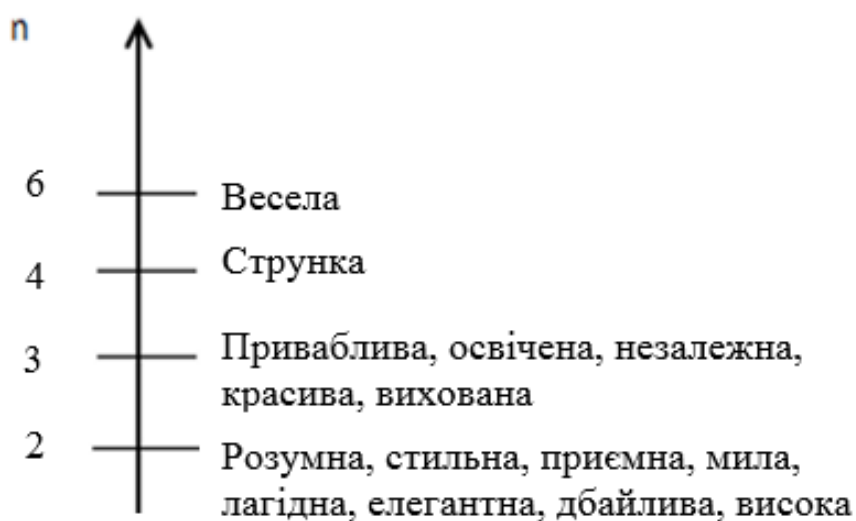 n
6 Весела
4 Струнка
3 Приваблива, освічена, незалежна,
красива, вихована
2 Розумна, стильна, приємна, мила,
лагідна, елегантна, дбайлива, висока